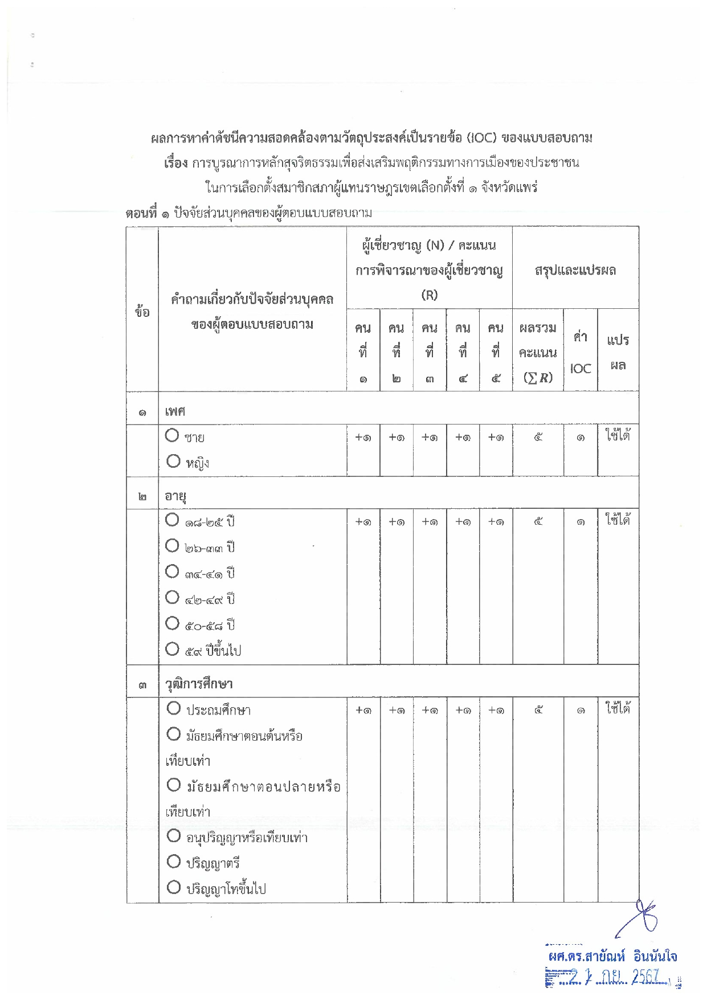 ผลการหาค่าดัชนีความสอดคล้องตามวัตถุประสงค์เป็นรายข้อ (IOC) ของแบบสอบถาม
เรื่อง การบูรณาการหลักสุจริตธรรมเพื่อส่งเสริมพฤติกรรมทางการเมืองของประชาชน
ในการเลือกตั้งสมาชิกสภาผู้แทนราษฎรเขตเลือกตั้งที่ ๑ จังหวัดแพร่
ตอนที่ ๑ ปัจจัยส่วนบุคคลของผู้ตอบแบบสอบถาม
ข้อ
คำถามเกี่ยวกับปัจจัยส่วนบุคคล
ของผู้ตอบแบบสอบถาม
ผู้เชี่ยวชาญ (N) / คะแนน
การพิจารณาของผู้เชี่ยวชาญ
(R)
สรุปและแปรผล
คน ที่ ๑
คน ที่ ๒
คน ที่ ๓
คน ที่ ๔
คน ที่ ๕
ผลรวม คะแนน (∑R)
ค่า IOC
แปร ผล
๑ เพศ
ชาย +๑ +๑ +๑ +๑ +๑ ๕ ๑ ใช้ได้
หญิง
๒ อายุ
๑๘-๒๕ ปี +๑ +๑ +๑ +๑ +๑ ๕ ๑ ใช้ได้
๒๖-๓๓ ปี
๓๔-๔๑ ปี
๔๒-๔๙ ปี
๕๐-๕๘ ปี
๕๙ ปีขึ้นไป
๓ วุฒิการศึกษา
ประถมศึกษา +๑ +๑ +๑ +๑ +๑ ๕ ๑ ใช้ได้
มัธยมศึกษาตอนต้นหรือ
เทียบเท่า
มัธยมศึกษาตอนปลายหรือ
เทียบเท่า
อนุปริญญาหรือเทียบเท่า
ปริญญาตรี
ปริญญาโทขึ้นไป
ผศ.ดร.สายัณห์ อินนันใจ
ก.ย. 2567